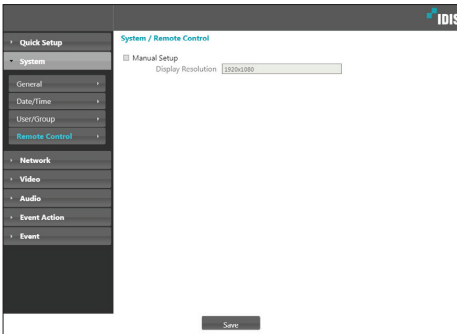 IDIS
Quick Setup
System / Remote Control
System
Manual Setup
Display Resolution 1920x1080
General
Date/Time
User/Group
Remote Control
Network
Video
Audio
Event Action
Event
Save